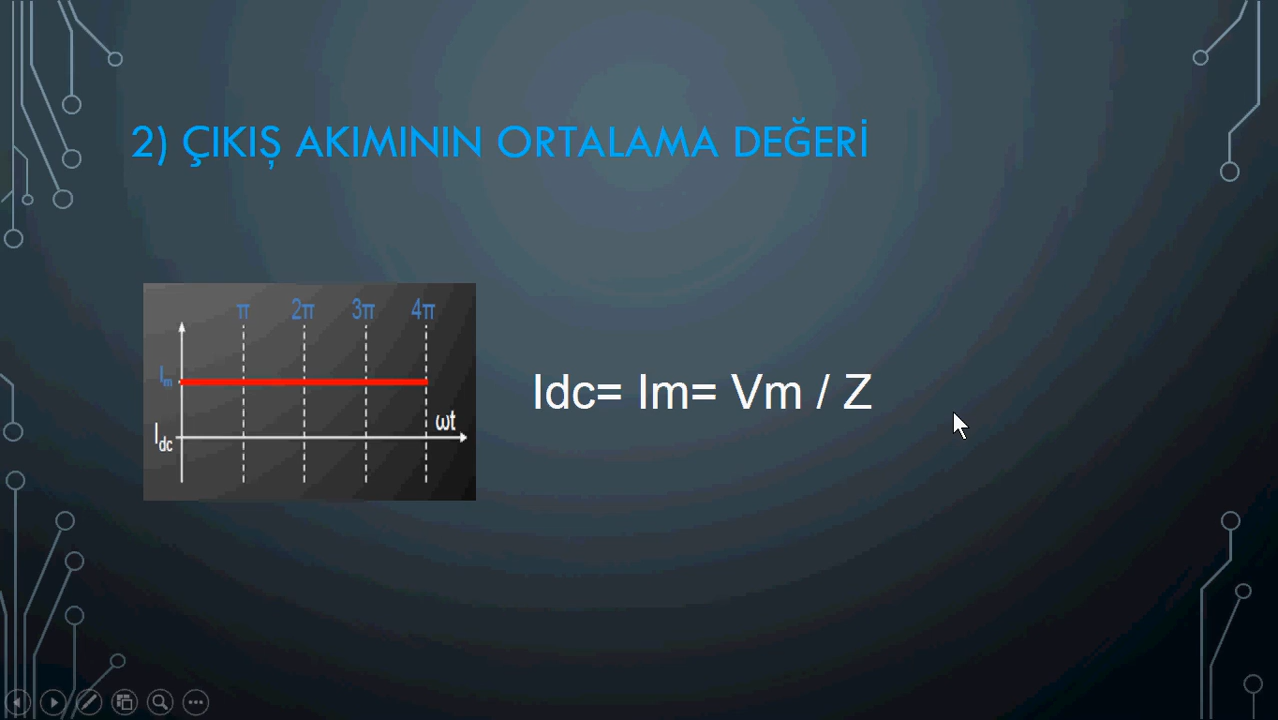 2) ÇIKIŞ AKIMININ ORTALAMA DEĞERİ
π 2π 3π 4π
Im
Idc
ωt
Idc= Im= Vm / Z